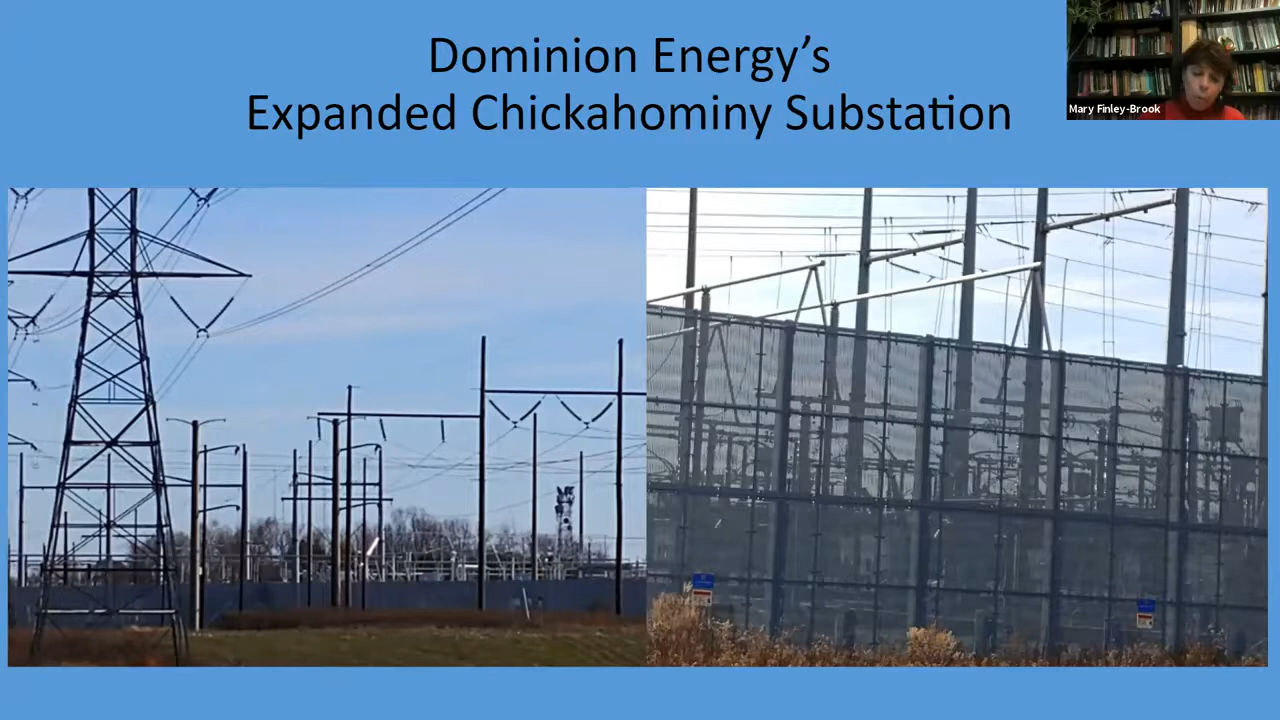 Dominion Energy’s
Expanded Chickahominy Substation
Mary Finley-Brook